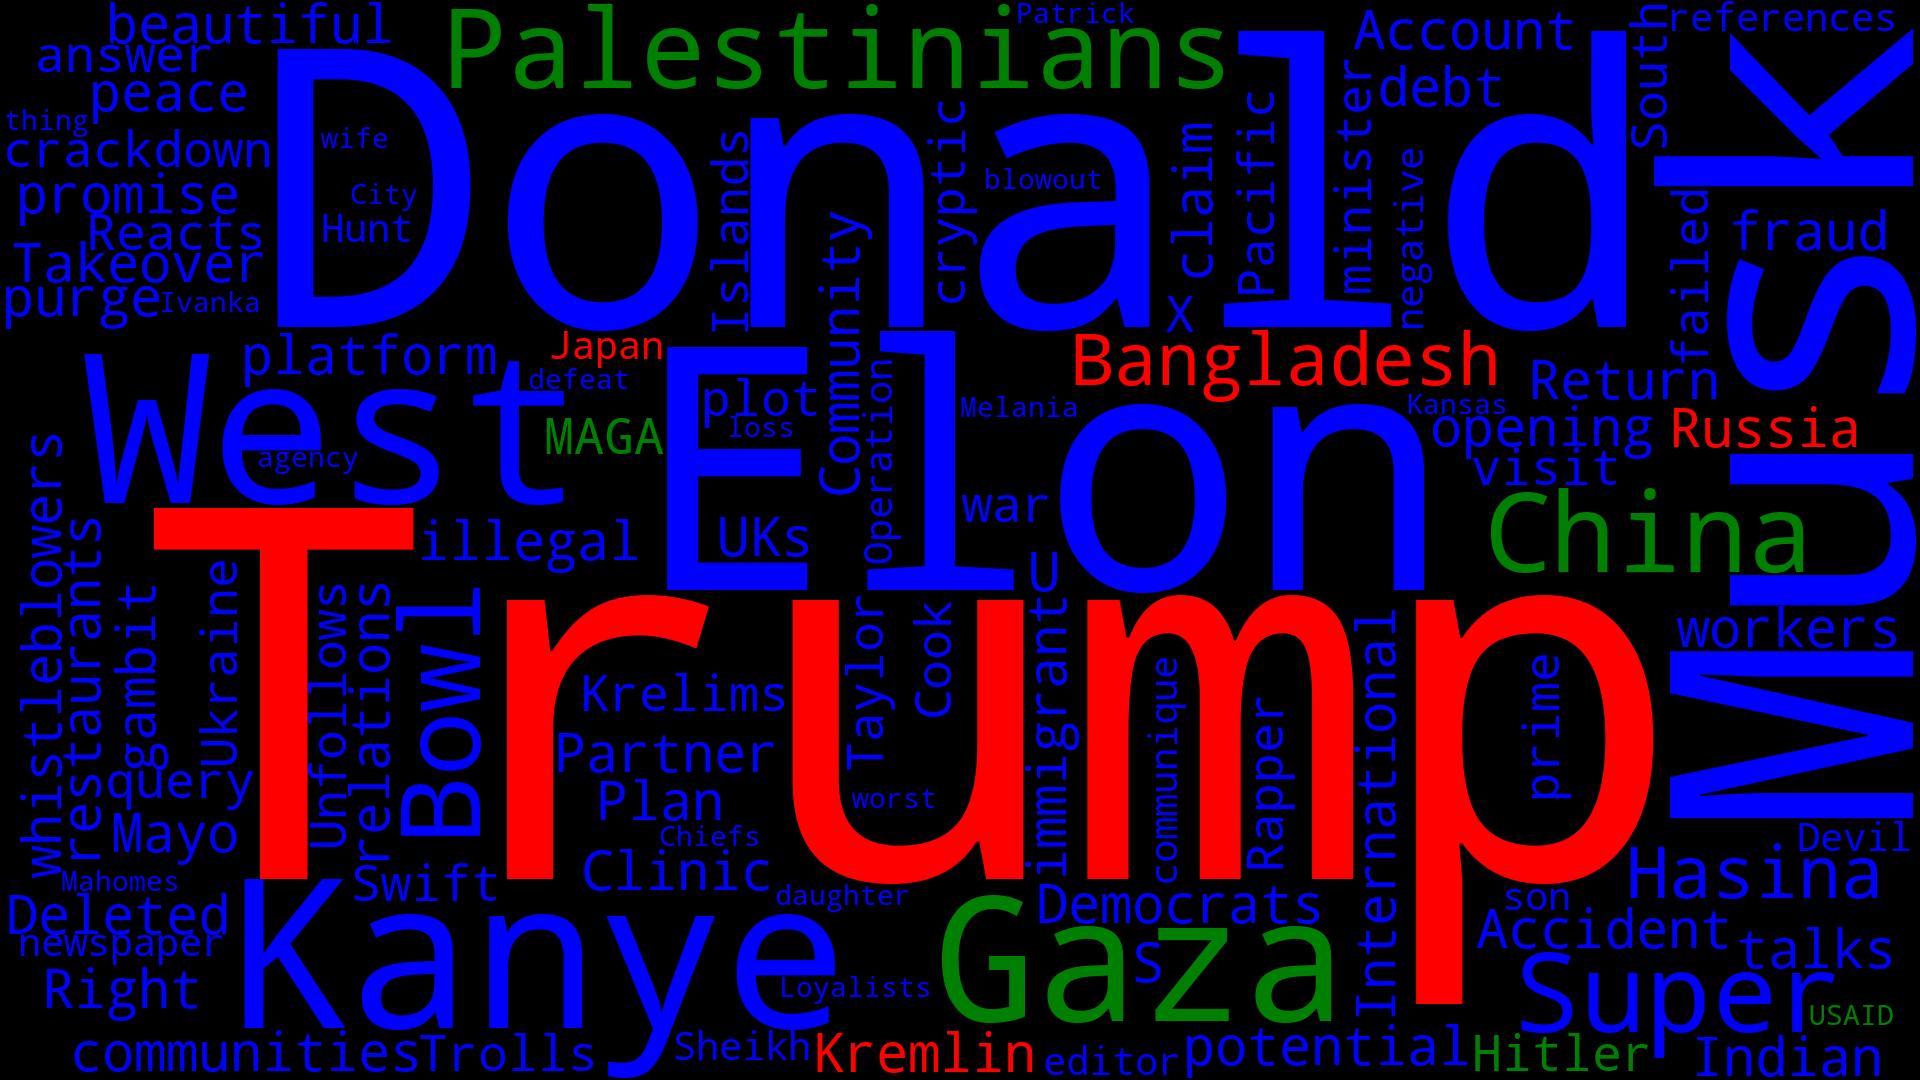 beautiful
Palestinians
Patrick
Account
South
references
answer
peace
debt
thing
crackdown
wife
Donald
Islands
cryptic
blowout
claim
Pacific
minister
negative
promise
City
Hunt
Reacts
Takeover
purge
Ivanka
Community
X
failed
fraud
Musk
platform
Japan
defeat
West
agency
MAGA
plot
loss
Elon
Operation
Melania
Bangladesh
Kansas
Return
opening
Russia
visit
war
UKs
illegal
U
China
whistleblowers
restaurants
gambit
Ukraine
Unfollows
relations
Bowl
Trump
Krelims
Partner
Plan
Chiefs
Clinic
Taylor
Cook
worst
immigrant
communique
Rapper
International
prime
workers
query
Mayo
Mahomes
Swift
daughter
Devil
Hasina
Deleted
newspaper
Right
Kanye
Loyalists
Gaza
Democrats
S
son
Accident
talks
Super
USAID
communities
Trolls
Sheikh
Kremlin
editor
potential
Hitler
Indian